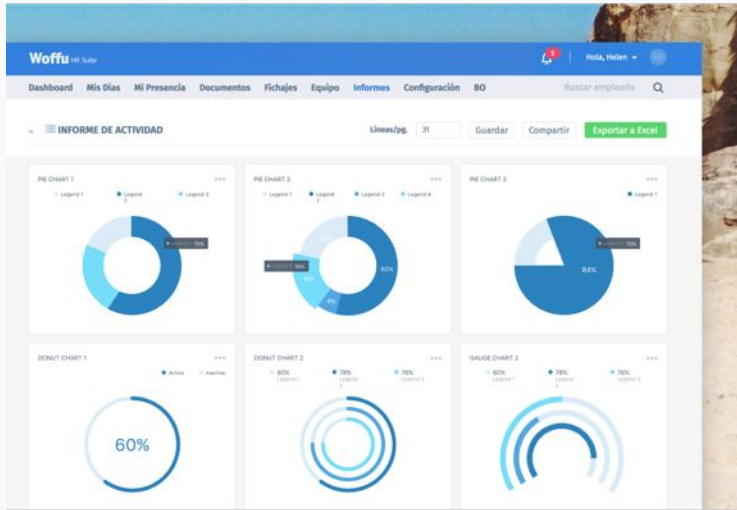 Woffu HR Suite
5
Hola, Helen
Dashboard Mis Días Mi Presencia Documentos Fichajes Equipo Informes Configuración BO
Buscar empleado
INFORME DE ACTIVIDAD
Líneas/pg. 31 Guardar Compartir Exportar a Excel
PIE CHART 1
Legend 1 Legend 2 Legend 3
75%
PIE CHART 2
Legend 1 Legend 2 Legend 3 Legend 4
60%
4%
PIE CHART 3
Legend 1
84%
DONUT CHART 1
Active Inactive
60%
DONUT CHART 2
60% 78% 76%
Legend 1 Legend 2 Legend 3
GAUGE CHART 2
60% 78% 76%
Legend 1 Legend 2 Legend 3